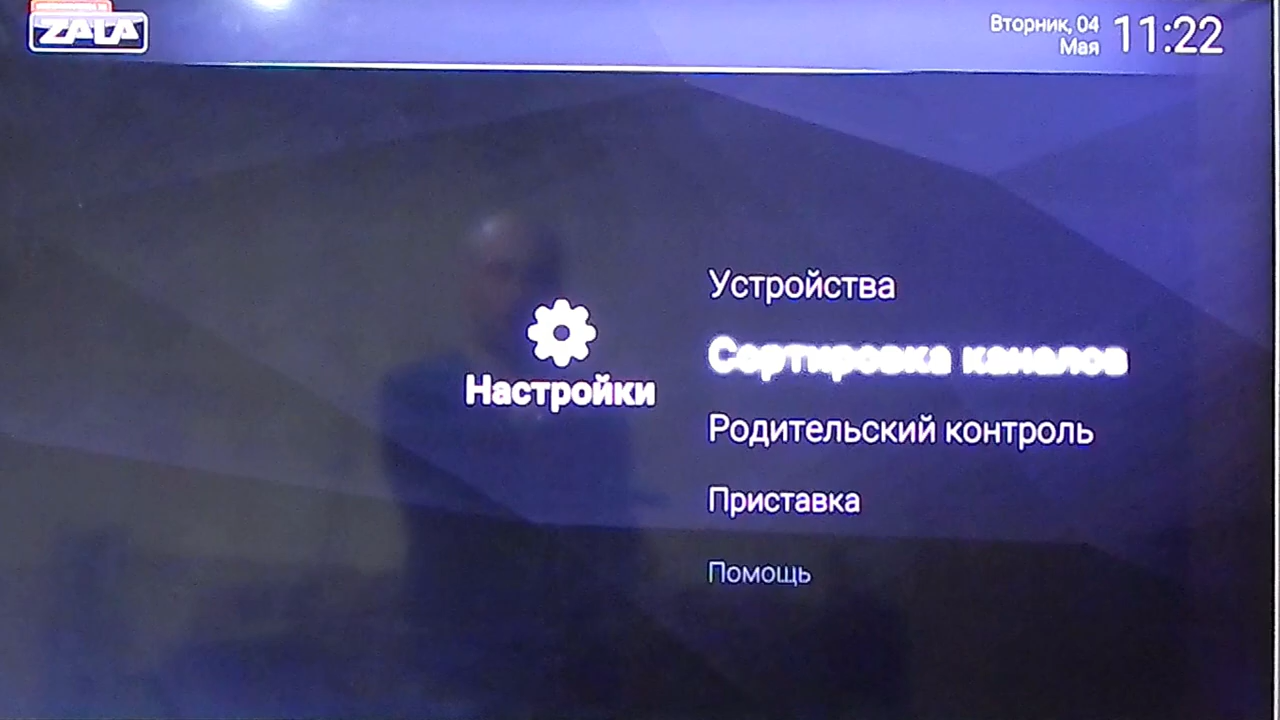 ZALA
Вторник, 04
Мая
11:22
Устройства
Сортировка каналов
Настройки
Родительский контроль
Приставка
Помощь